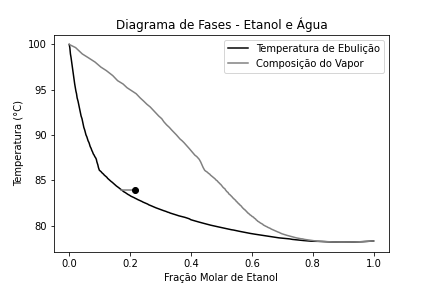 Diagrama de Fases - Etanol e Água
Temperatura de Ebulição
Composição do Vapor
Temperatura (°C)
100
95
90
85
80
0.0 0.2 0.4 0.6 0.8 1.0
Fração Molar de Etanol